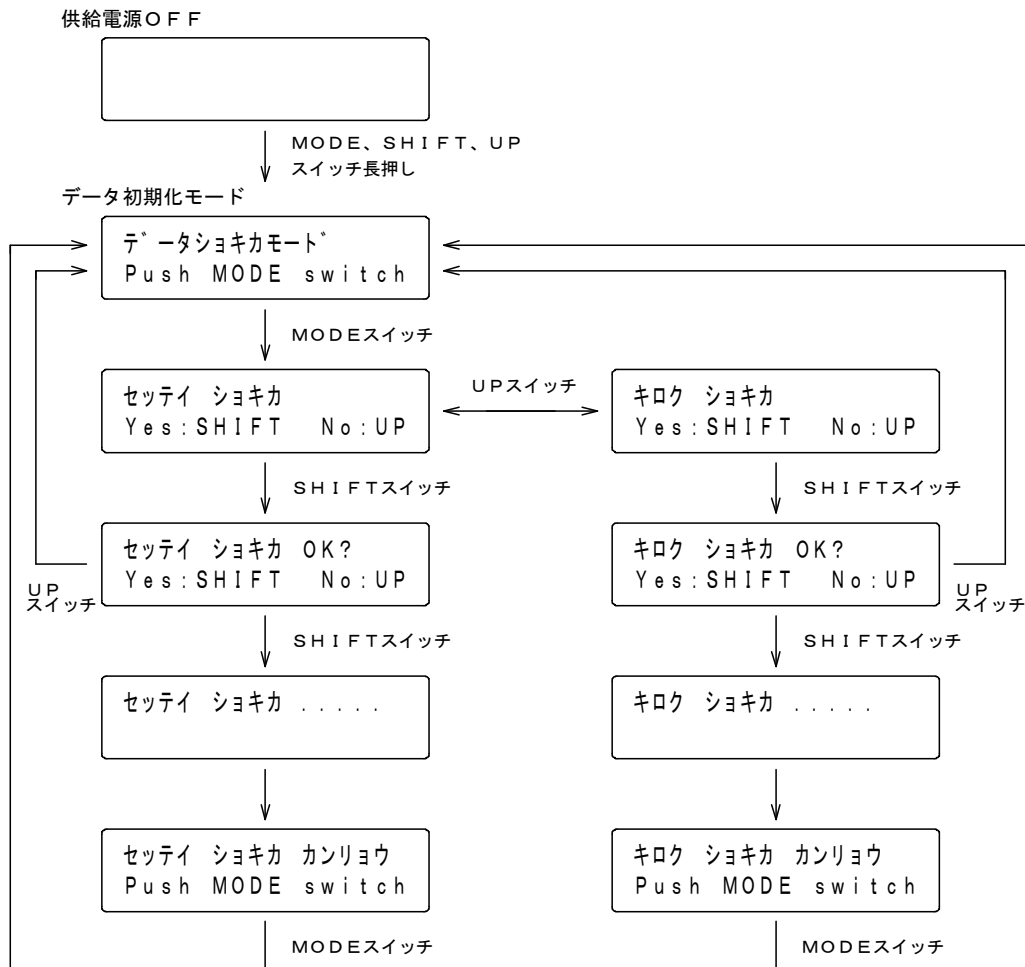 供給電源OFF
MODE、SHIFT、UP
スイッチ長押し
データ初期化モード
デ゛ータショキカモード゛
Push MODE switch
MODEスイッチ
セッテイ ショキカ
Yes:SHIFT No:UP
UPスイッチ
キロク ショキカ
Yes:SHIFT No:UP
SHIFTスイッチ
SHIFTスイッチ
セッテイ ショキカ OK?
Yes:SHIFT No:UP
キロク ショキカ OK?
Yes:SHIFT No:UP
UP
スイッチ
UP
スイッチ
SHIFTスイッチ
SHIFTスイッチ
セッテイ ショキカ .....
キロク ショキカ .....
セッテイ ショキカ カンリョウ
Push MODE switch
キロク ショキカ カンリョウ
Push MODE switch
MODEスイッチ
MODEスイッチ